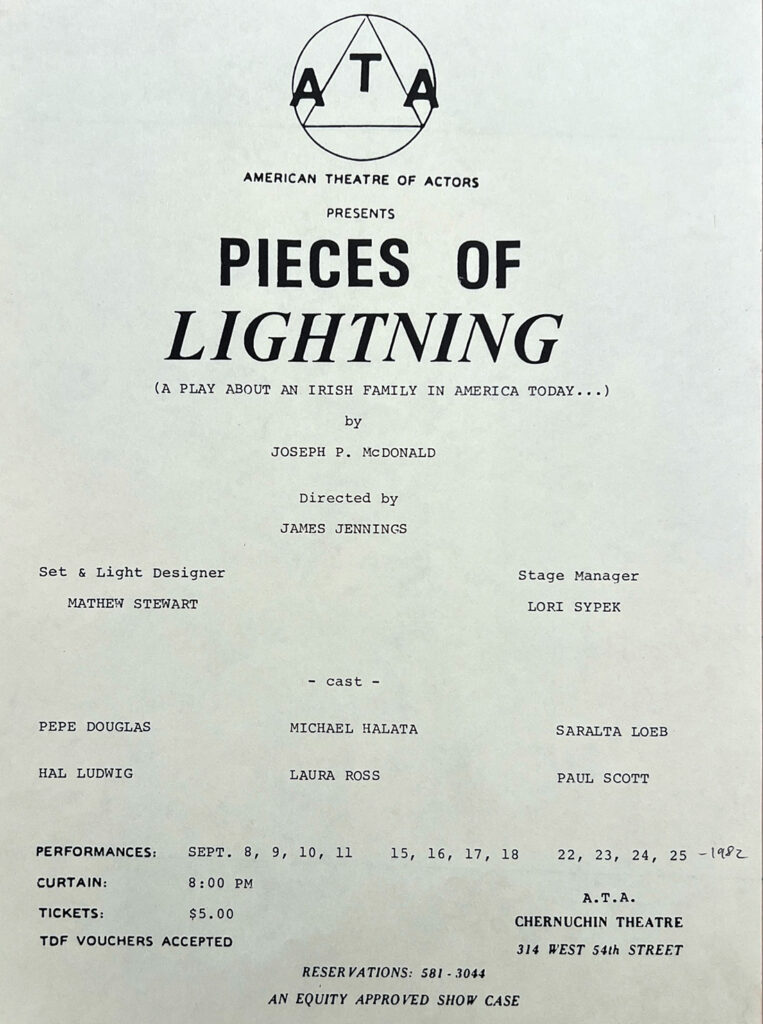 ATA
AMERICAN THEATRE OF ACTORS
PRESENTS
PIECES OF
LIGHTNING
(A PLAY ABOUT AN IRISH FAMILY IN AMERICA TODAY...)
by
JOSEPH P. McDONALD
Directed by
JAMES JENNINGS
Set & Light Designer
MATHEW STEWART
Stage Manager
LORI SYPEK
- cast -
PEPE DOUGLAS MICHAEL HALATA SARALTA LOEB
HAL LUDWIG LAURA ROSS PAUL SCOTT
PERFORMANCES: SEPT. 8, 9, 10, 11 15, 16, 17, 18 22, 23, 24, 25 -1982
CURTAIN: 8:00 PM
TICKETS: $5.00
TDF VOUCHERS ACCEPTED
A.T.A.
CHERNUCHIN THEATRE
314 WEST 54th STREET
RESERVATIONS: 581-3044
AN EQUITY APPROVED SHOW CASE